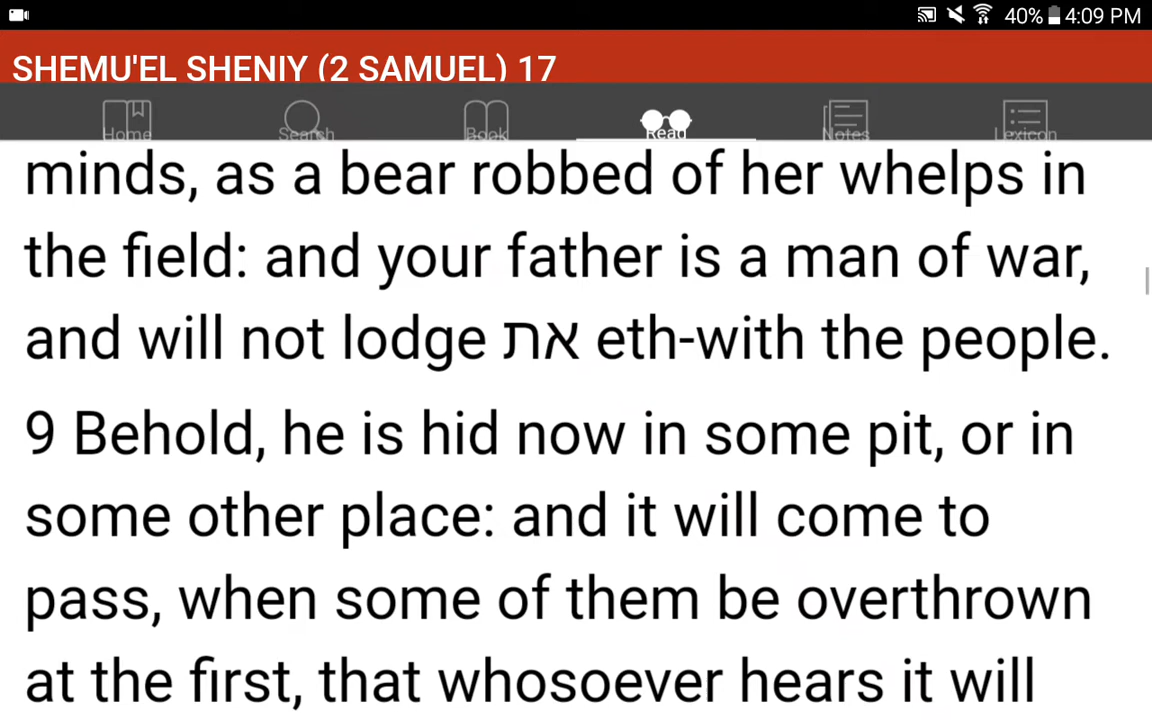 40% 4:09 PM
SHEMU'EL SHENIY (2 SAMUEL) 17
Home Search Book Read Notes Lexicon
minds, as a bear robbed of her whelps in
the field: and your father is a man of war,
and will not lodge את eth-with the people.
9 Behold, he is hid now in some pit, or in
some other place: and it will come to
pass, when some of them be overthrown
at the first, that whosoever hears it will